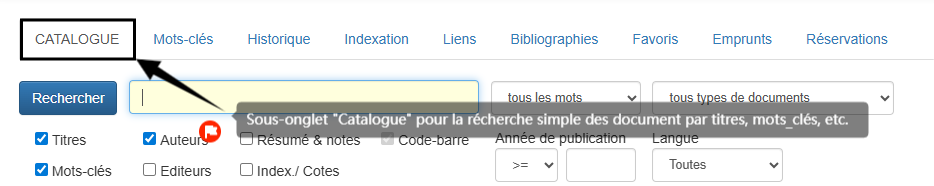 CATALOGUE Mots-clés Historique Indexation Liens Bibliographies Favoris Emprunts Réservations
Rechercher tous les mots tous types de documents
Sous-onglet "Catalogue" pour la récherche simple des document par titres, mots_clés, etc.
Titres Auteurs Résumé & notes Code-barre Année de publication Langue
Mots-clés Editeurs Index./ Cotes >= Toutes